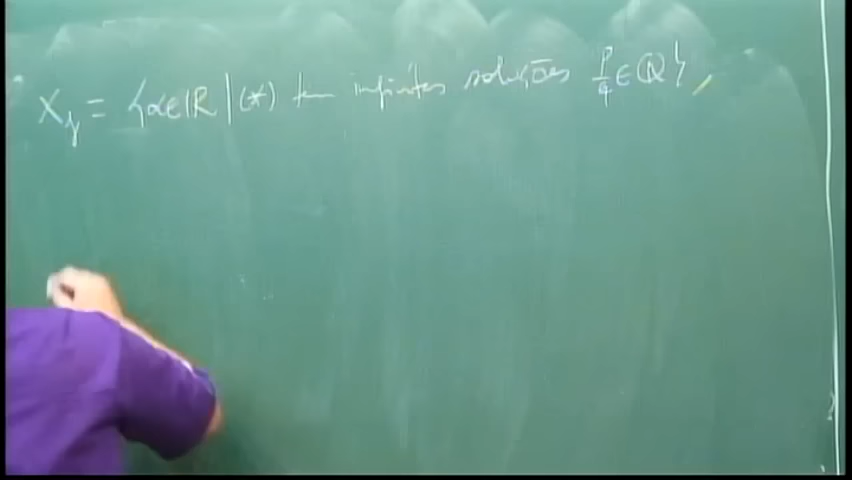 X_γ = {α∈ℝ | (*) tem infinitas soluções p/q ∈ ℚ},